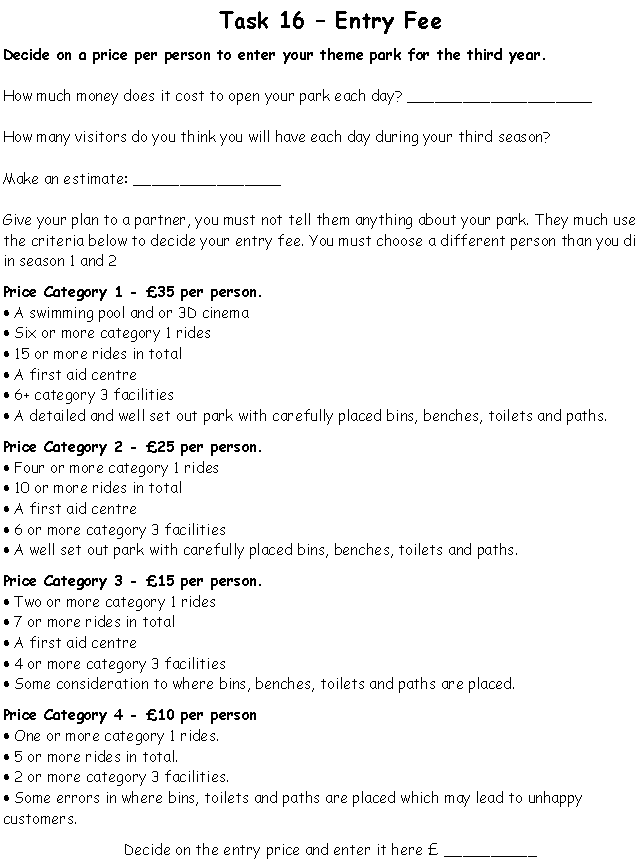 Task 16 – Entry Fee
Decide on a price per person to enter your theme park for the third year.
How much money does it cost to open your park each day? ____________________
How many visitors do you think you will have each day during your third season?
Make an estimate: ________________
Give your plan to a partner, you must not tell them anything about your park. They much use
the criteria below to decide your entry fee. You must choose a different person than you di
in season 1 and 2
Price Category 1 - £35 per person.
• A swimming pool and or 3D cinema
• Six or more category 1 rides
• 15 or more rides in total
• A first aid centre
• 6+ category 3 facilities
• A detailed and well set out park with carefully placed bins, benches, toilets and paths.
Price Category 2 - £25 per person.
• Four or more category 1 rides
• 10 or more rides in total
• A first aid centre
• 6 or more category 3 facilities
• A well set out park with carefully placed bins, benches, toilets and paths.
Price Category 3 - £15 per person.
• Two or more category 1 rides
• 7 or more rides in total
• A first aid centre
• 4 or more category 3 facilities
• Some consideration to where bins, benches, toilets and paths are placed.
Price Category 4 - £10 per person
• One or more category 1 rides.
• 5 or more rides in total.
• 2 or more category 3 facilities.
• Some errors in where bins, toilets and paths are placed which may lead to unhappy
customers.
Decide on the entry price and enter it here £ __________